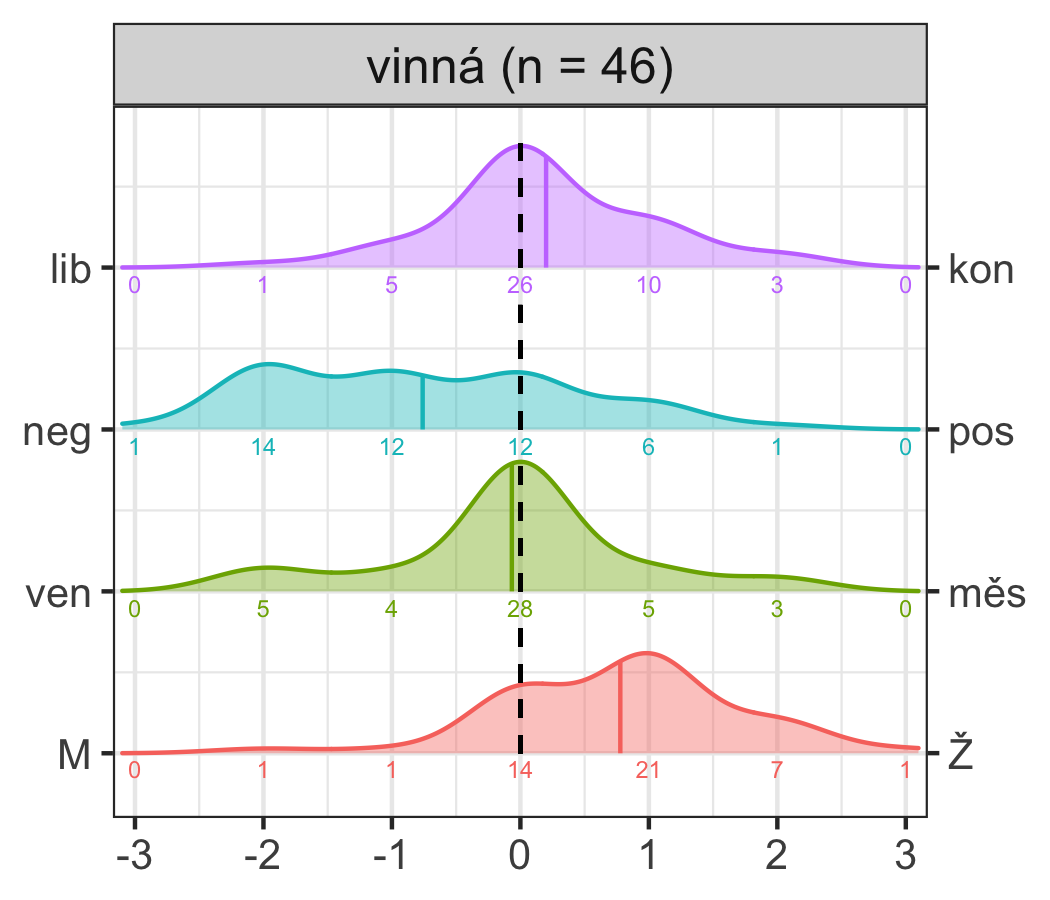 vinná (n = 46)
lib kon
0 1 5 26 10 3 0
neg pos
1 14 12 12 6 1 0
ven měs
0 5 4 28 5 3 0
M Ž
0 1 1 14 21 7 1
-3 -2 -1 0 1 2 3